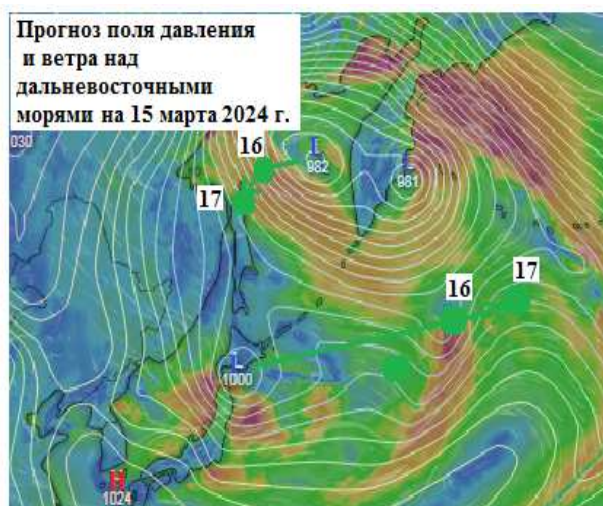 Прогноз поля давления
и ветра над
дальневосточными
морями на 15 марта 2024 г.
030
16
L
982
L
981
17
16
17
L
1000
H
1024